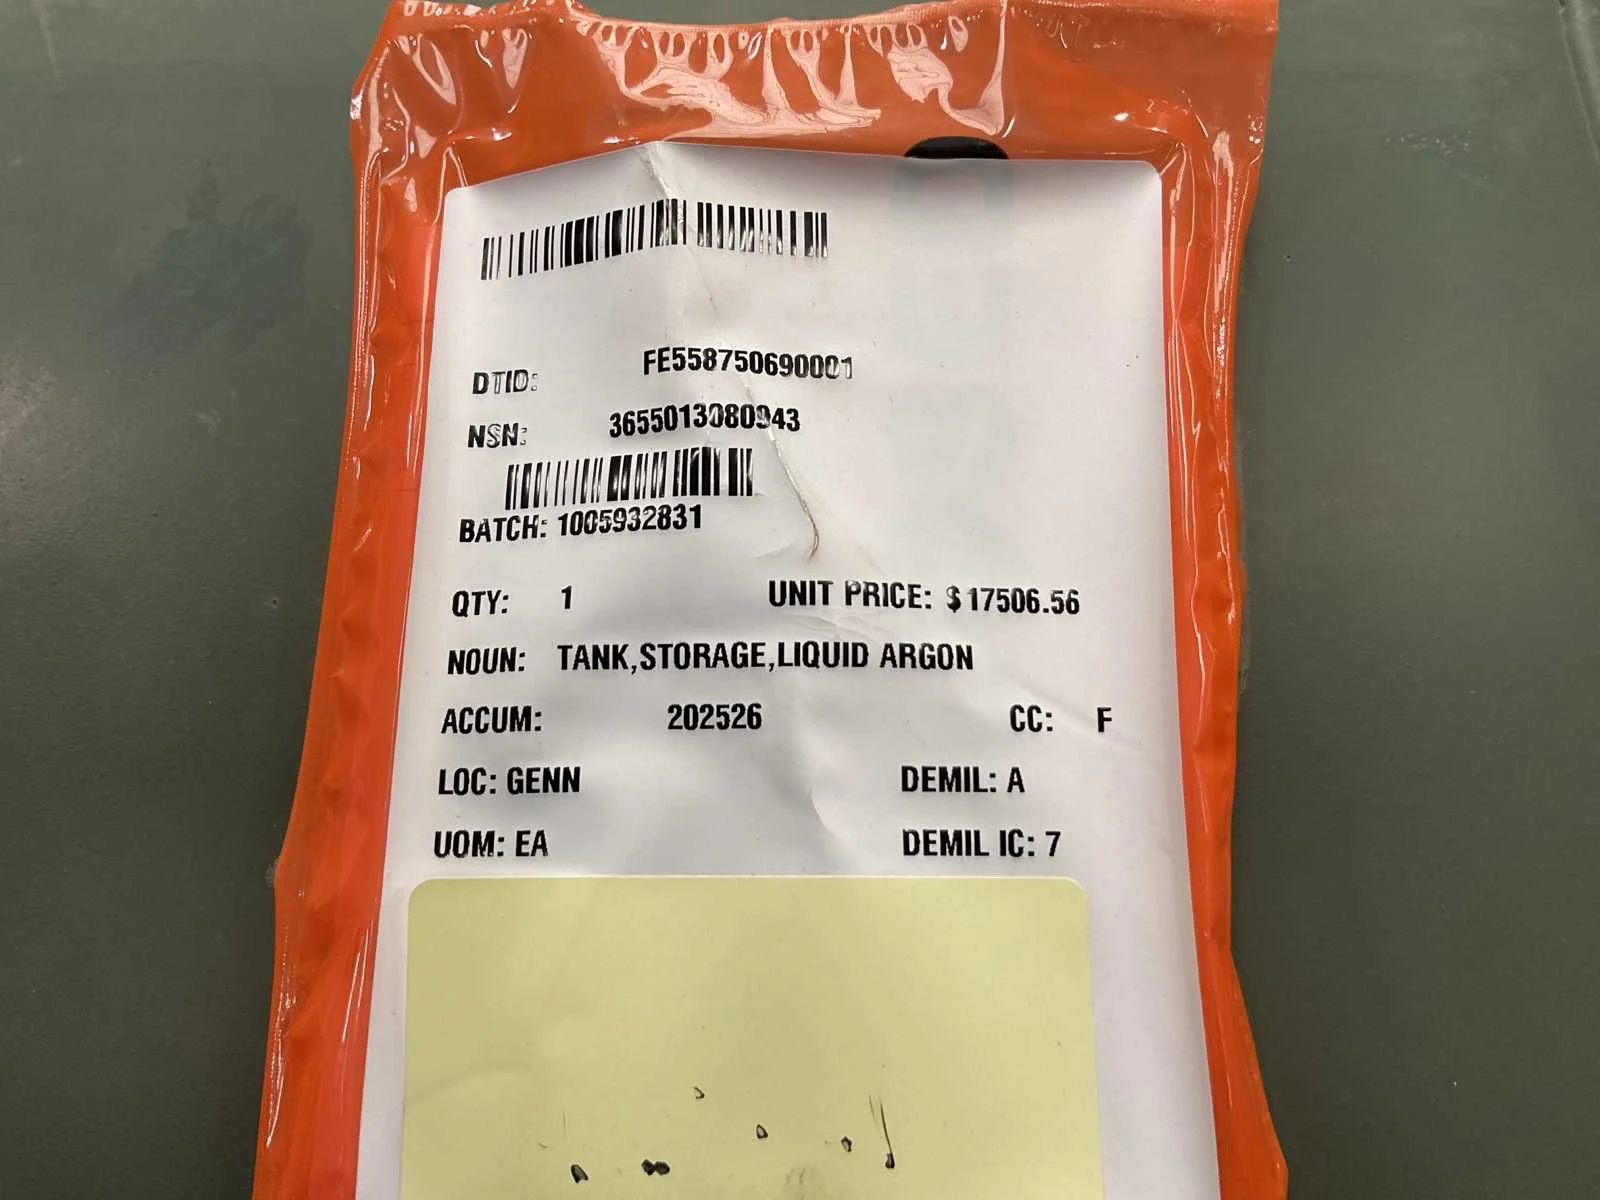 DTID: FE558750690001
NSN: 3655013080943
BATCH: 1005932831
QTY: 1 UNIT PRICE: $17506.56
NOUN: TANK,STORAGE,LIQUID ARGON
ACCUM: 202526 CC: F
LOC: GENN DEMIL: A
UOM: EA DEMIL IC: 7